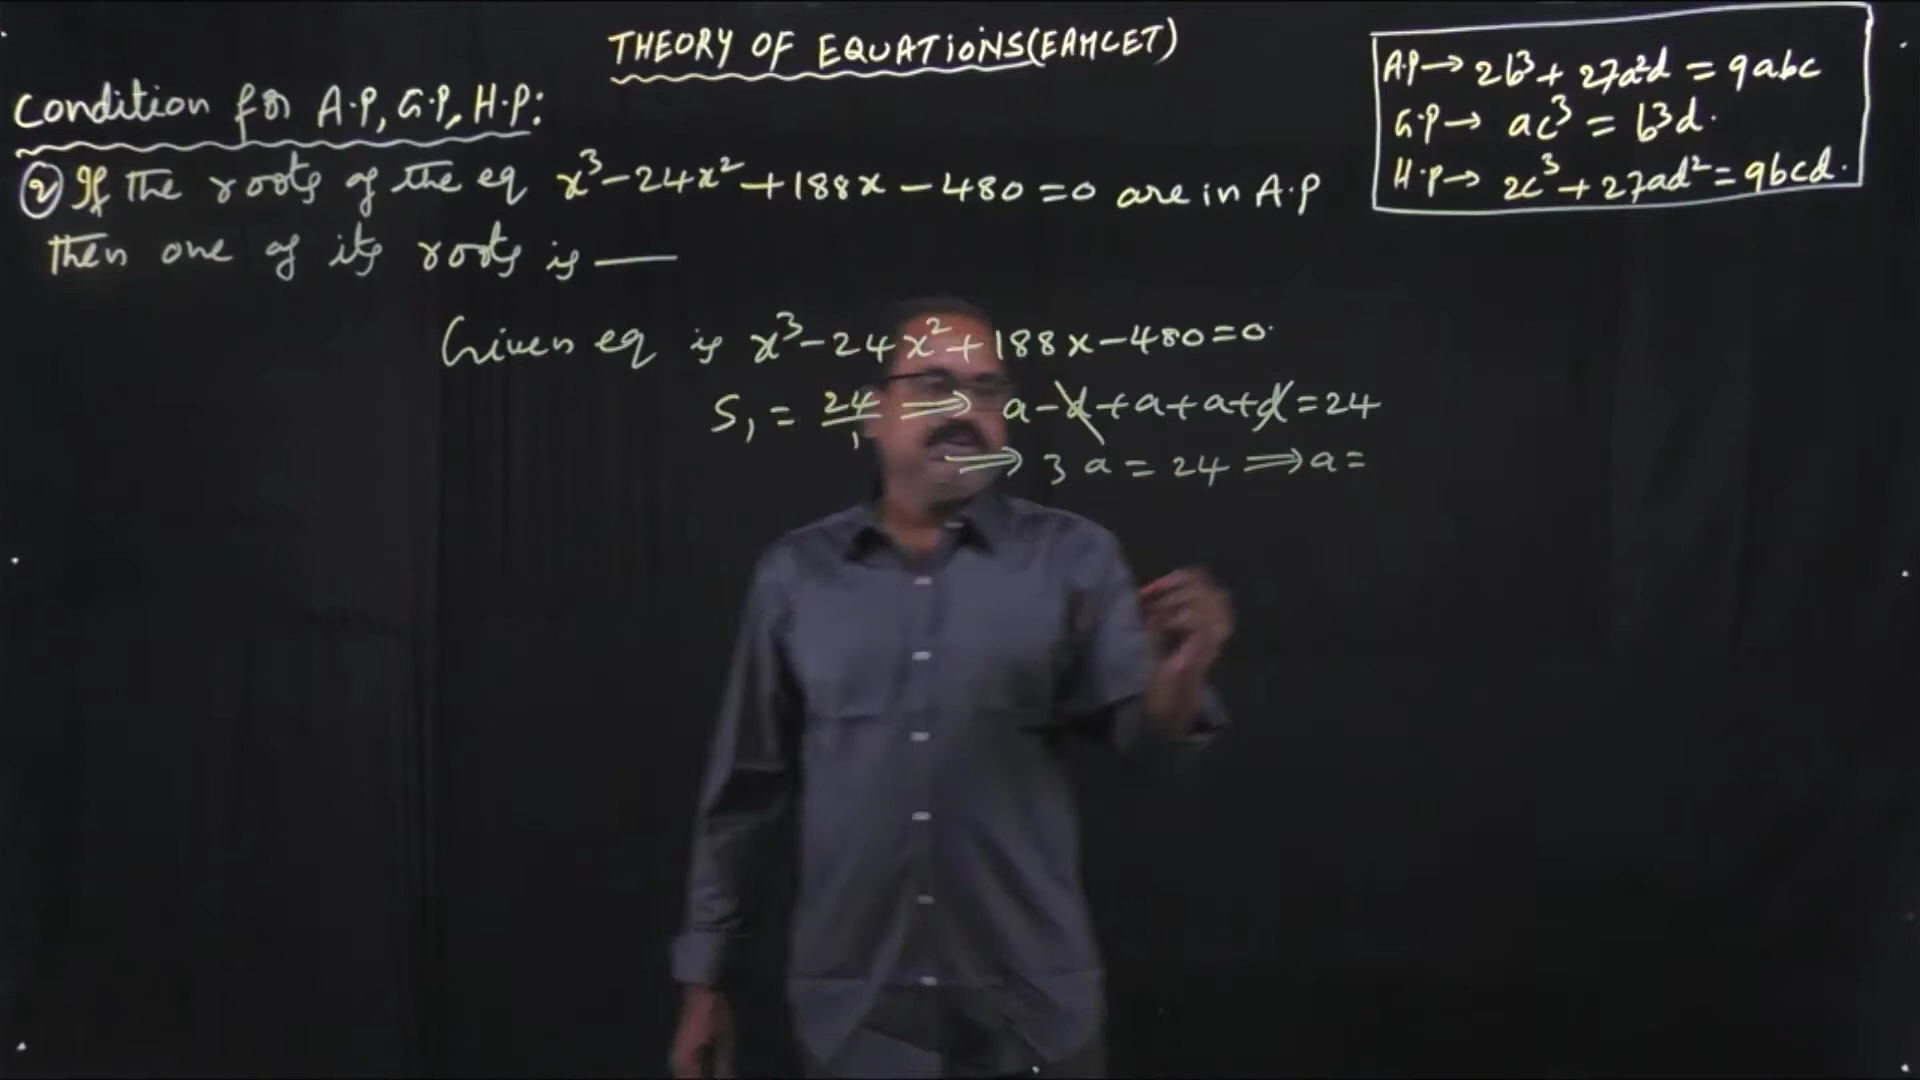 THEORY OF EQUATIONS(EAMCET)
Condition for A.P, G.P, H.P:
A.P→ 2b³ + 27a²d = 9abc
G.P→ ac³ = b³d.
H.P→ 2c³ + 27ad² = 9bcd.
② If the roots of the eq x³-24x²+188x-480=0 are in A.P
then one of its roots is —
Given eq is x³-24x²+188x-480=0.
S₁ = 24/1 ⟹ a-d+a+a+d=24
⟹ 3a = 24 ⟹ a =